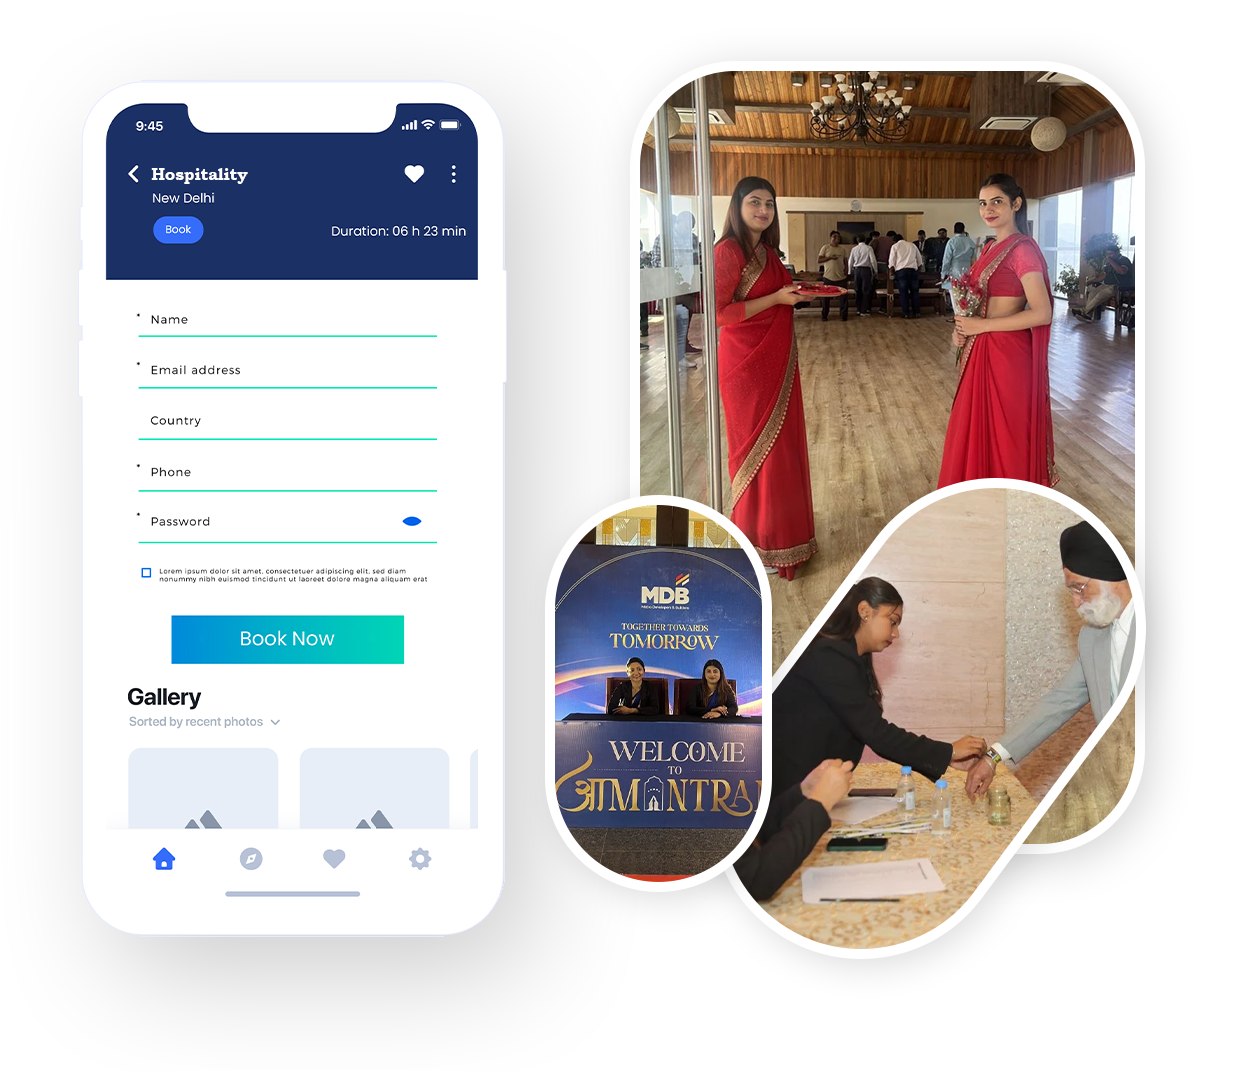 9:45
Hospitality
New Delhi
Book
Duration: 06 h 23 min
* Name
* Email address
Country
* Phone
* Password
Lorem ipsum dolor sit amet, consectetuer adipiscing elit, sed diam
nonummy nibh euismod tincidunt ut laoreet dolore magna aliquam erat
Book Now
Gallery
Sorted by recent photos
MDB
TOGETHER TOWARDS
TOMORROW
WELCOME
TO
आMANTRA